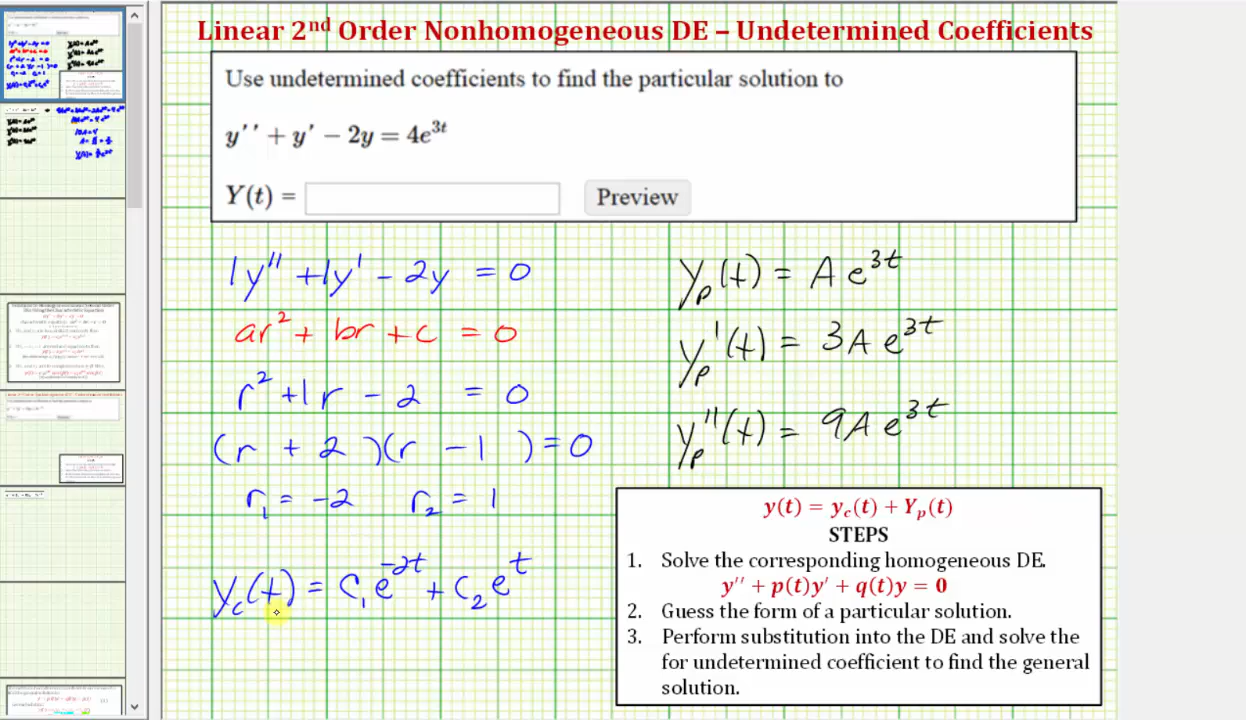 Linear 2nd Order Nonhomogeneous DE – Undetermined Coefficients
Use undetermined coefficients to find the particular solution to
y'' + y' − 2y = 4e^{3t}
Y(t) =
Preview
1y'' + 1y' − 2y = 0
ar² + br + c = 0
r² + 1r − 2 = 0
(r + 2)(r − 1) = 0
r₁ = −2 r₂ = 1
y_c(t) = c₁e^{−2t} + c₂e^{t}
y_p(t) = Ae^{3t}
y_p'(t) = 3Ae^{3t}
y_p''(t) = 9Ae^{3t}
y(t) = y_c(t) + Y_p(t)
STEPS
1. Solve the corresponding homogeneous DE.
y'' + p(t)y' + q(t)y = 0
2. Guess the form of a particular solution.
3. Perform substitution into the DE and solve the
for undetermined coefficient to find the general
solution.